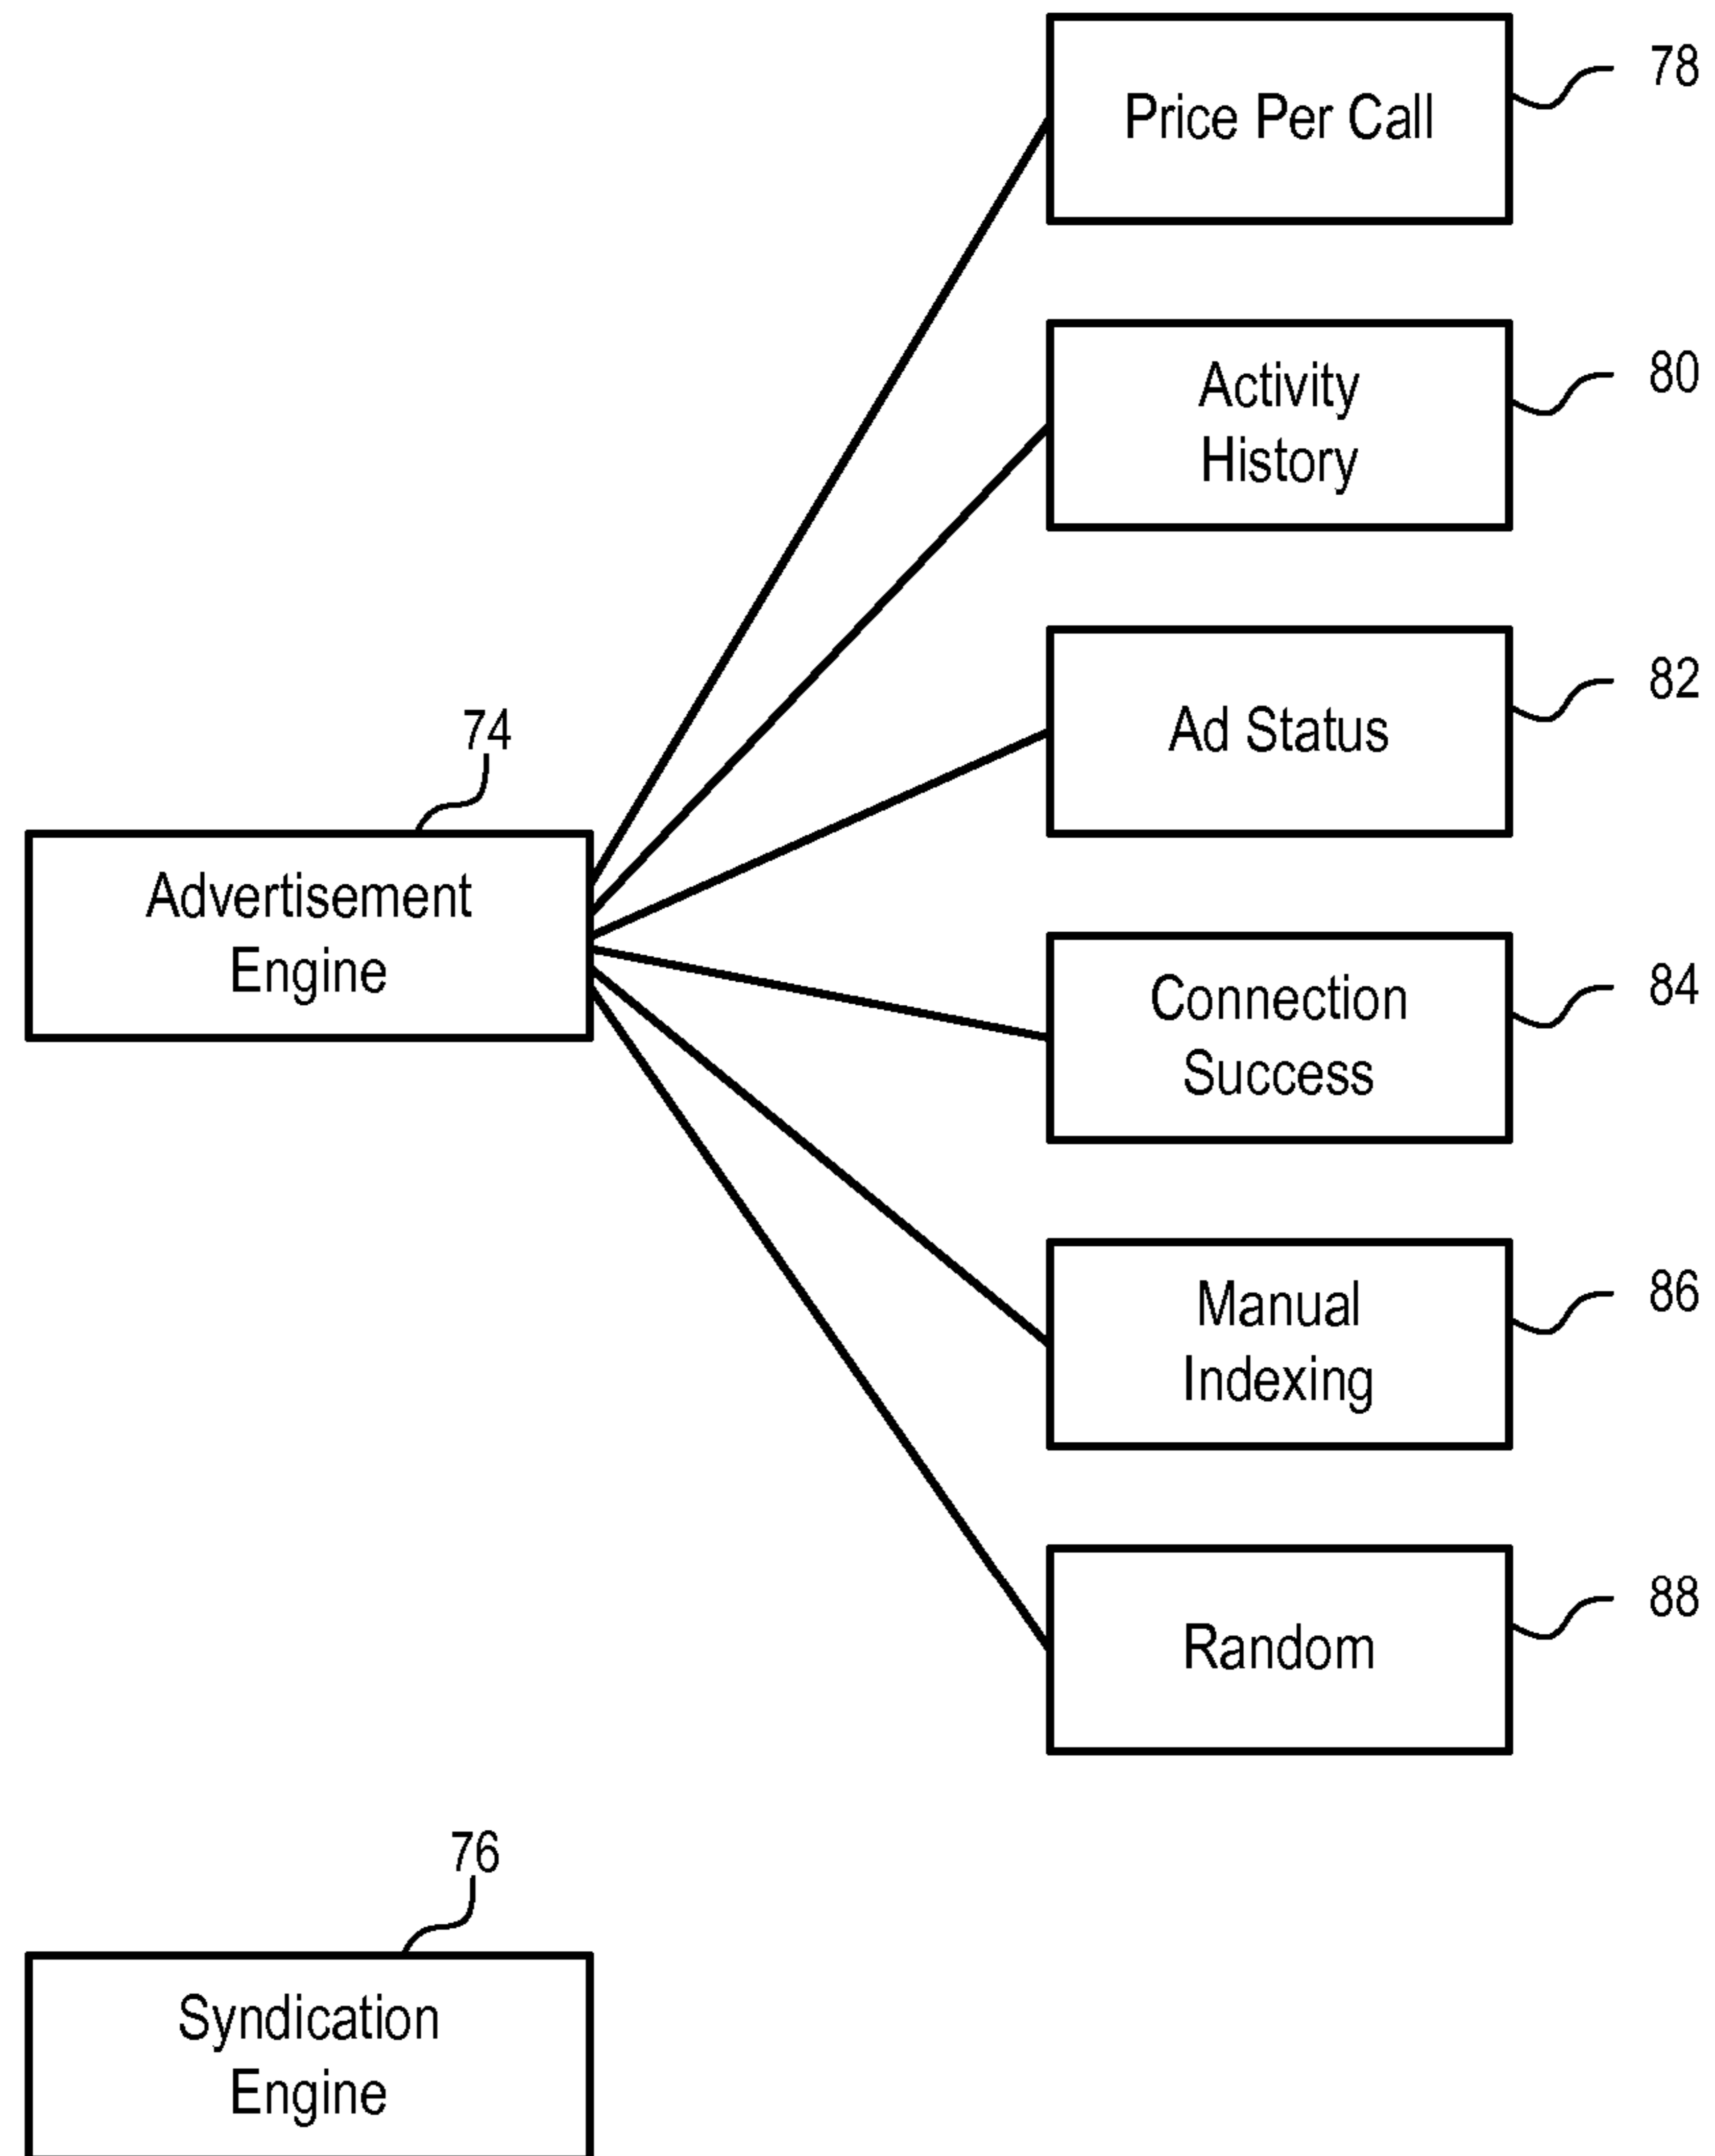 Price Per Call
78
Activity
History
80
Ad Status
82
74
Advertisement
Engine
Connection
Success
84
Manual
Indexing
86
Random
88
76
Syndication
Engine